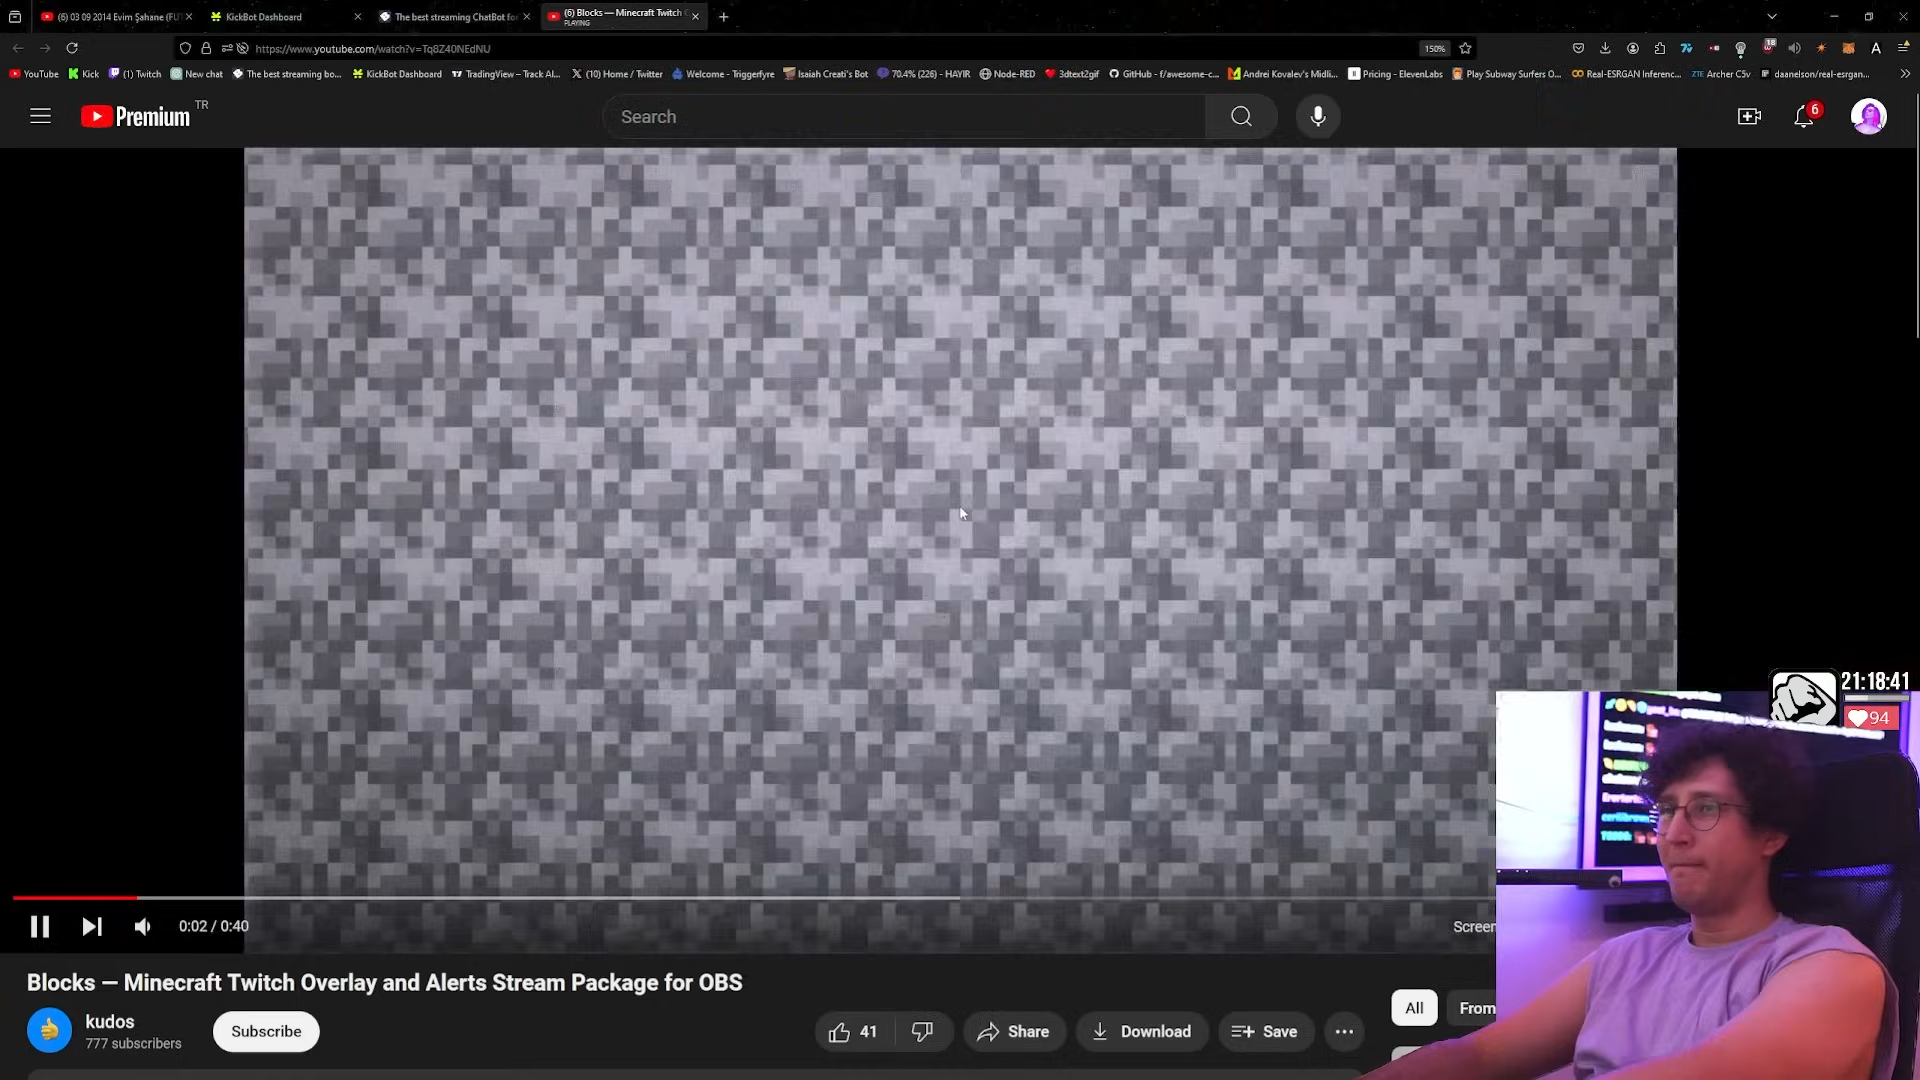 (6) 03 09 2014 Evim Şahane (FU
KickBot Dashboard
The best streaming ChatBot fo
(6) Blocks — Minecraft Twitch
PLAYING
https://www.youtube.com/watch?v=Tq8Z40NEdNU
150%
18
YouTube
Kick
(1) Twitch
New chat
The best streaming bo...
KickBot Dashboard
TradingView – Track Al...
(10) Home / Twitter
Welcome - Triggerfyre
Isaiah Creati's Bot
70.4% (226) - HAYIR
Node-RED
3dtext2gif
GitHub - f/awesome-c...
Andrei Kovalev's Midli...
Pricing - ElevenLabs
Play Subway Surfers O...
Real-ESRGAN Inferenc...
ZTE Archer C5v
daanelson/real-esrgan...
Premium TR
Search
6
21:18:41
94
0:02 / 0:40
Screen
Blocks — Minecraft Twitch Overlay and Alerts Stream Package for OBS
kudos
777 subscribers
Subscribe
41
Share
Download
Save
All
From